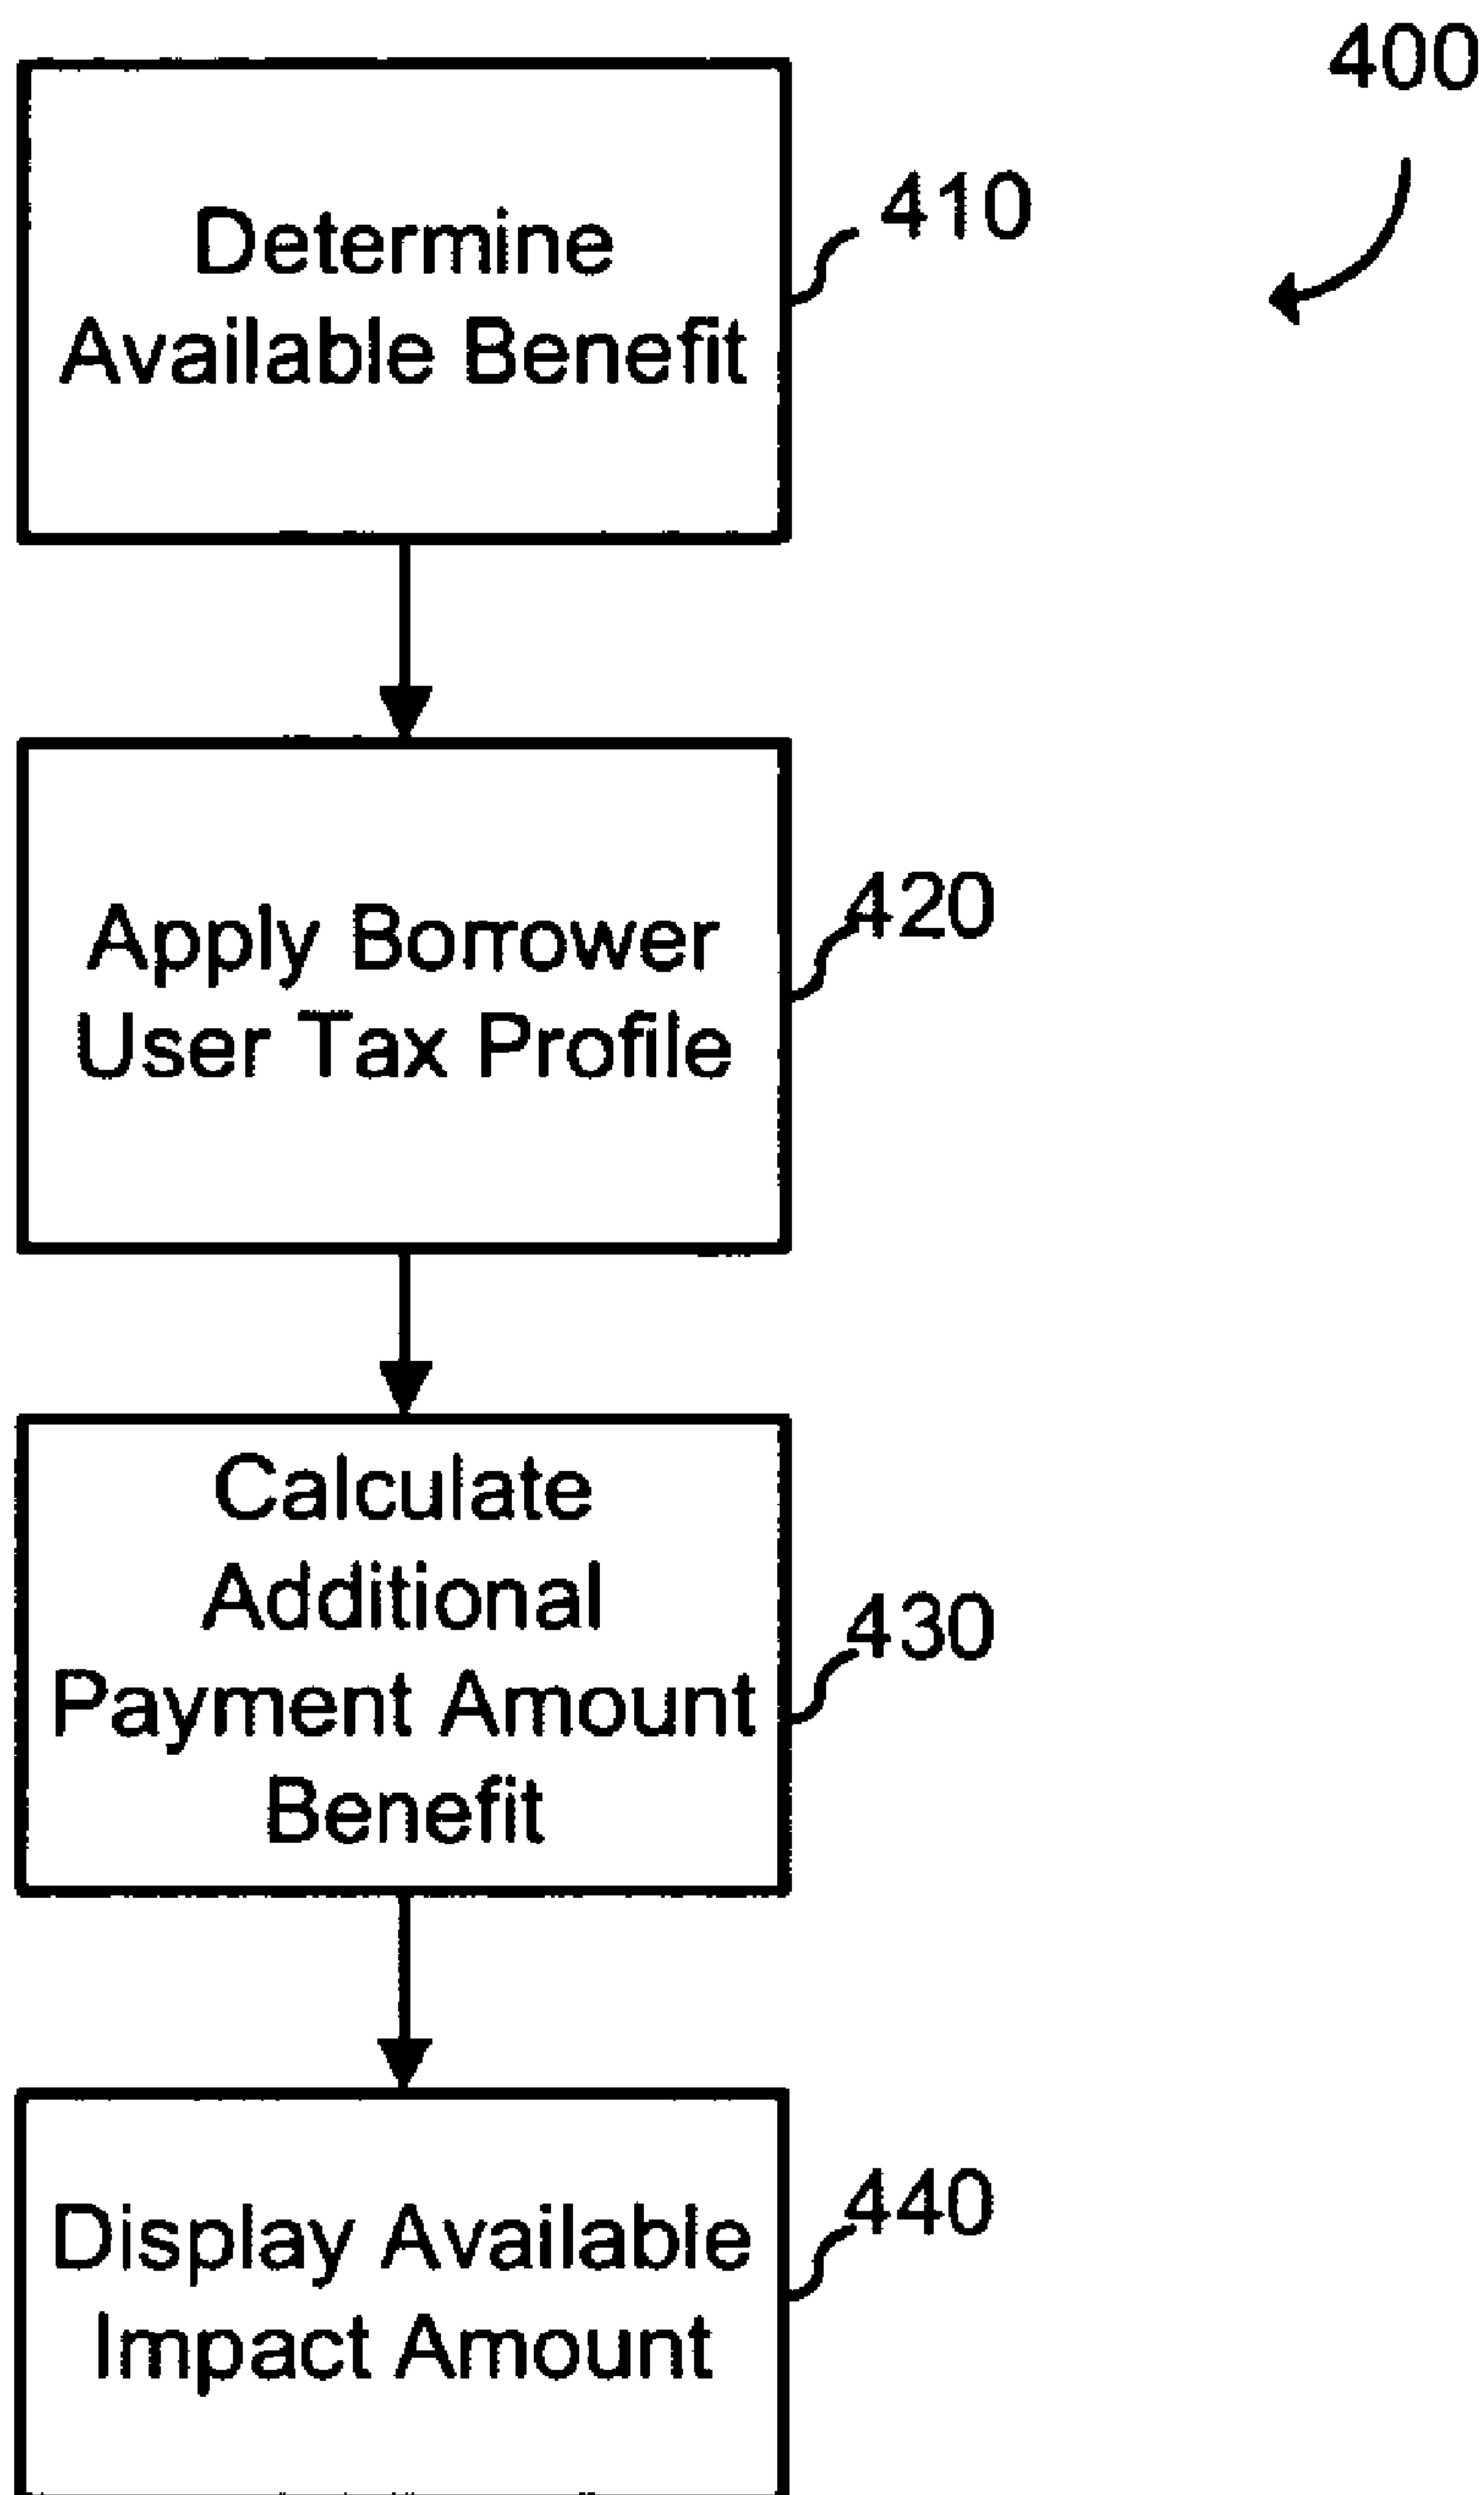 400
410
Determine
Available Benefit
420
Apply Borrower
User Tax Profile
Calculate
Additional
430
Payment Amount
Benefit
440
Display Available
Impact Amount